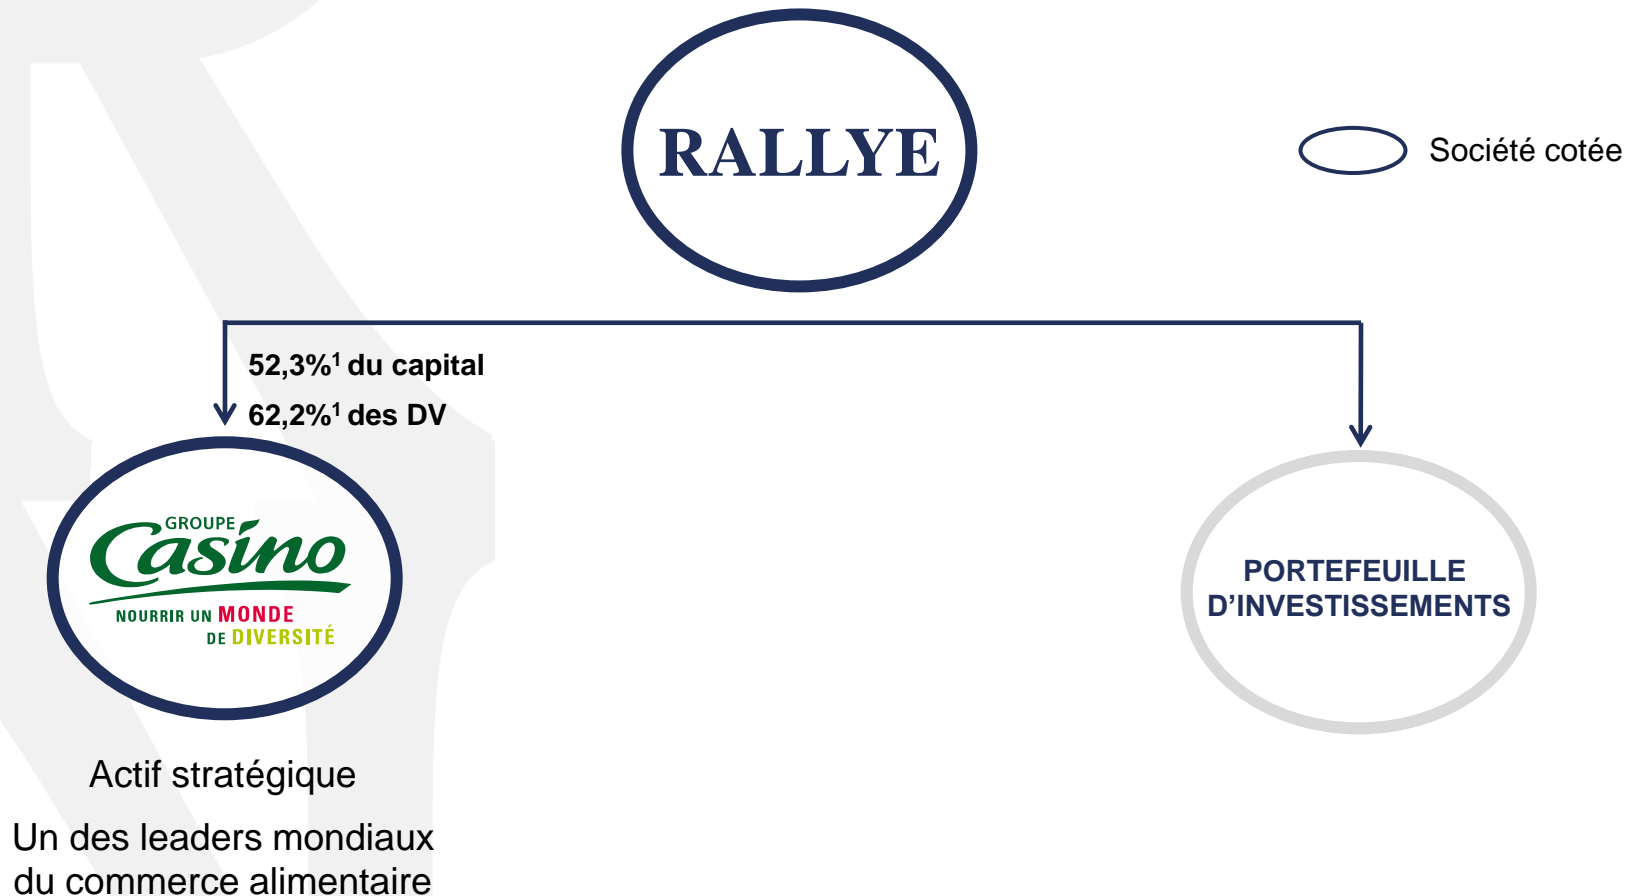 RALLYE
Société cotée
52,3%¹ du capital
62,2%¹ des DV
GROUPE
Casino
NOURRIR UN MONDE
DE DIVERSITÉ
PORTEFEUILLE
D’INVESTISSEMENTS
Actif stratégique
Un des leaders mondiaux
du commerce alimentaire